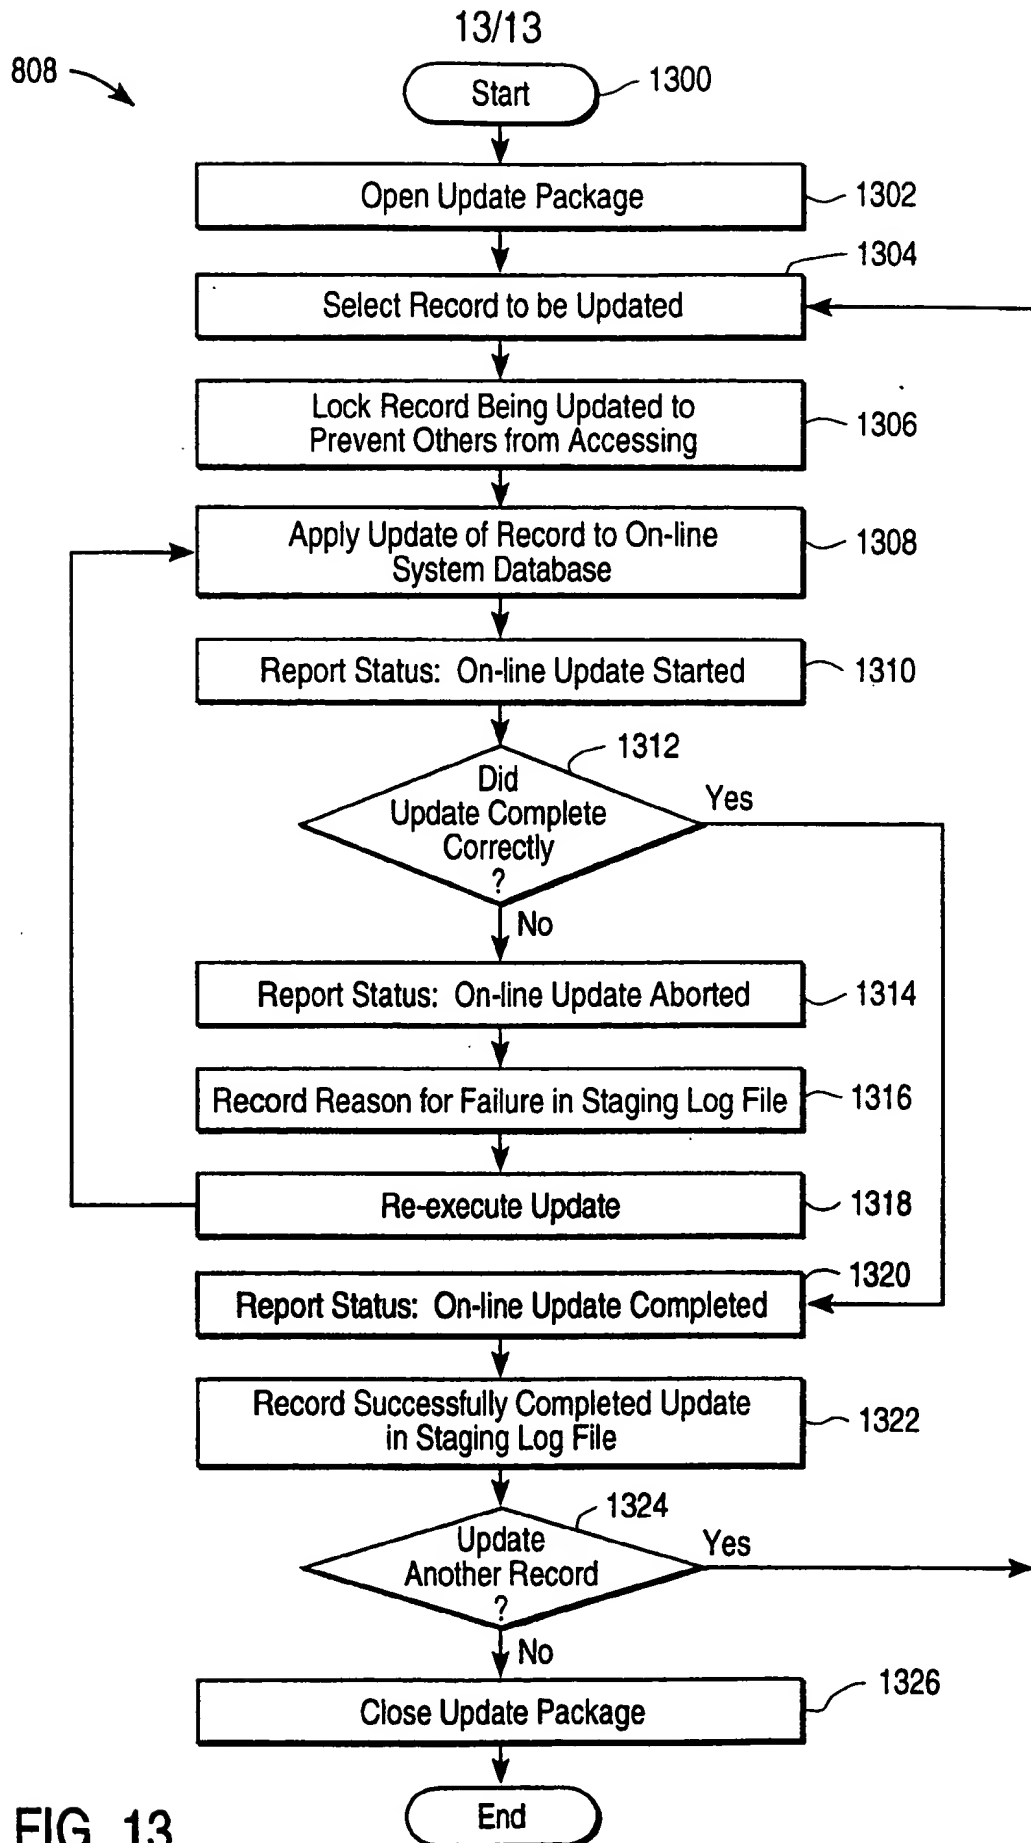 13/13
808
Start
1300
Open Update Package
1302
1304
Select Record to be Updated
Lock Record Being Updated to
Prevent Others from Accessing
1306
Apply Update of Record to On-line
System Database
1308
Report Status: On-line Update Started
1310
1312
Did
Update Complete
Correctly
?
Yes
No
Report Status: On-line Update Aborted
1314
Record Reason for Failure in Staging Log File
1316
Re-execute Update
1318
1320
Report Status: On-line Update Completed
Record Successfully Completed Update
in Staging Log File
1322
1324
Update
Another Record
?
Yes
No
1326
Close Update Package
End
FIG. 13